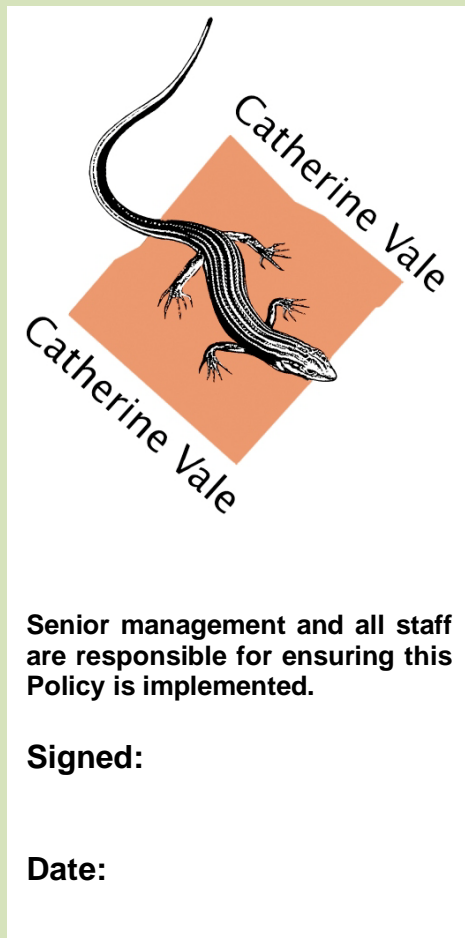 Catherine Vale
Catherine Vale
Senior management and all staff
are responsible for ensuring this
Policy is implemented.
Signed:
Date: